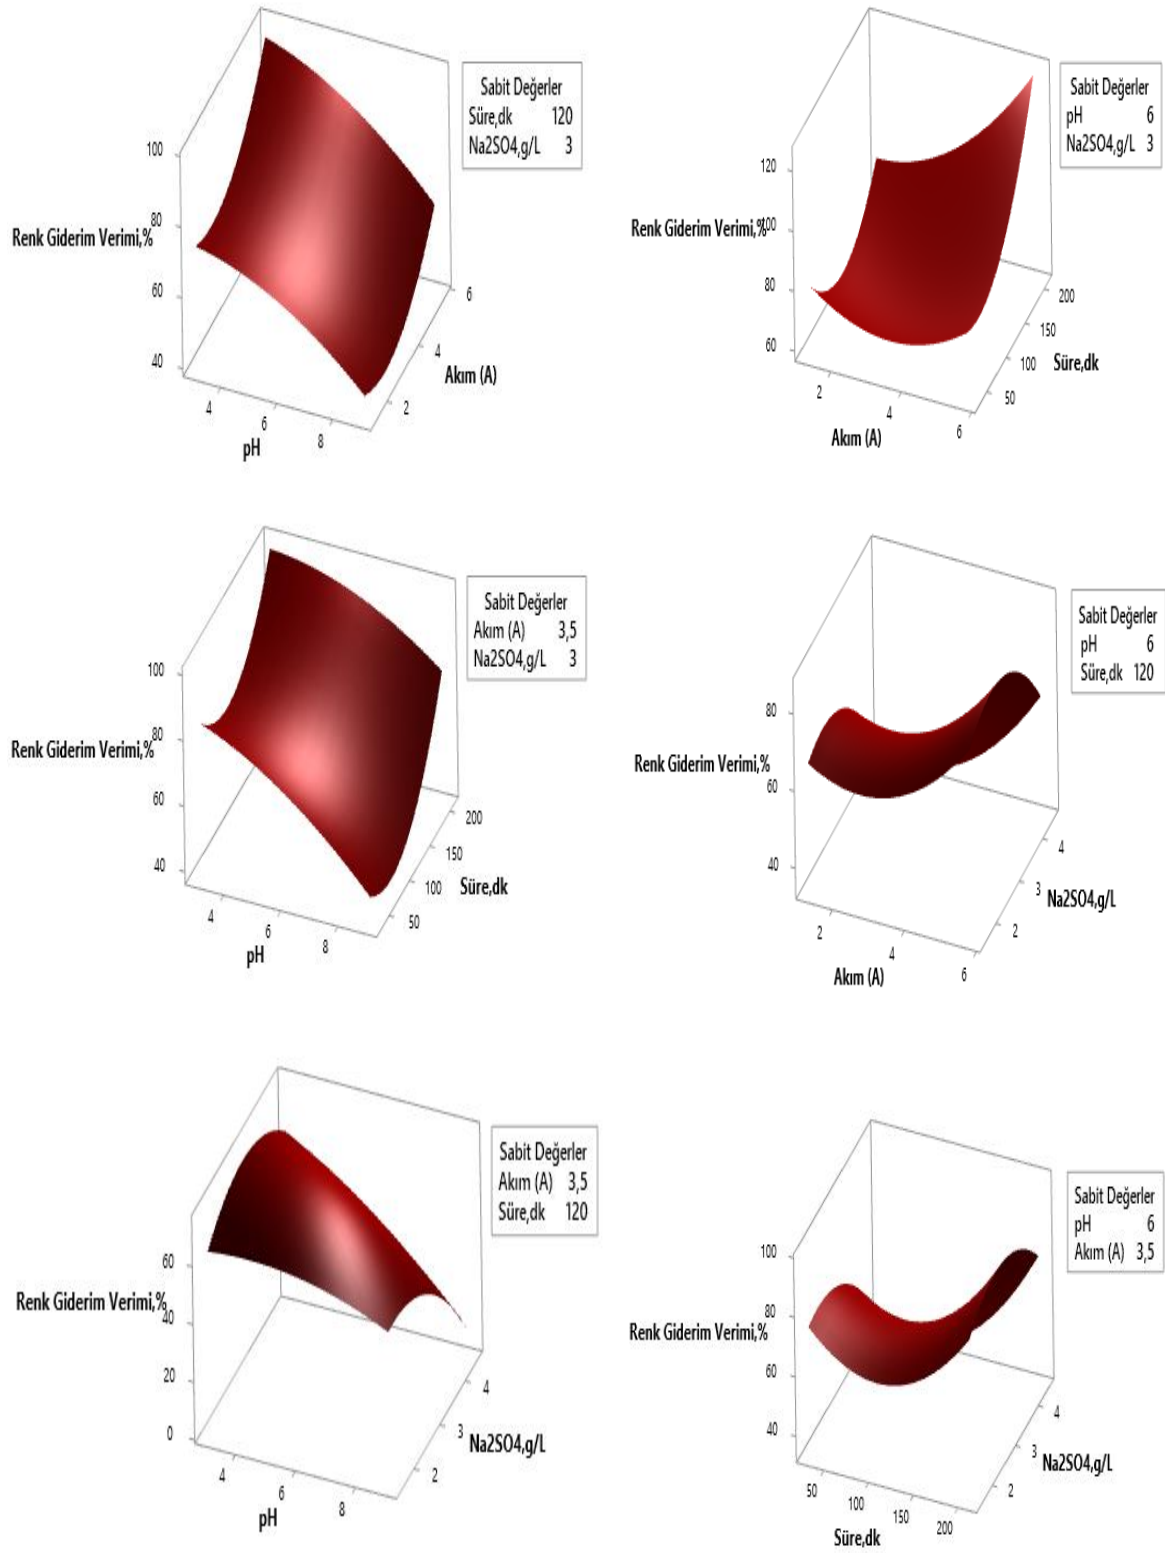 Sabit Değerler
Süre,dk 120
Na2SO4,g/L 3
100
80
60
40
Renk Giderim Verimi,%
4
6
8
pH
2
4
6
Akım (A)
Sabit Değerler
pH 6
Na2SO4,g/L 3
120
100
80
60
Renk Giderim Verimi,%
2
4
6
Akım (A)
50
100
150
200
Süre,dk
Sabit Değerler
Akım (A) 3,5
Na2SO4,g/L 3
100
80
60
40
Renk Giderim Verimi,%
4
6
8
pH
50
100
150
200
Süre,dk
Sabit Değerler
pH 6
Süre,dk 120
80
60
40
Renk Giderim Verimi,%
2
4
6
Akım (A)
2
3
4
Na2SO4,g/L
Sabit Değerler
Akım (A) 3,5
Süre,dk 120
60
40
20
0
Renk Giderim Verimi,%
4
6
8
pH
2
3
4
Na2SO4,g/L
Sabit Değerler
pH 6
Akım (A) 3,5
100
80
60
40
Renk Giderim Verimi,%
50
100
150
200
Süre,dk
2
3
4
Na2SO4,g/L